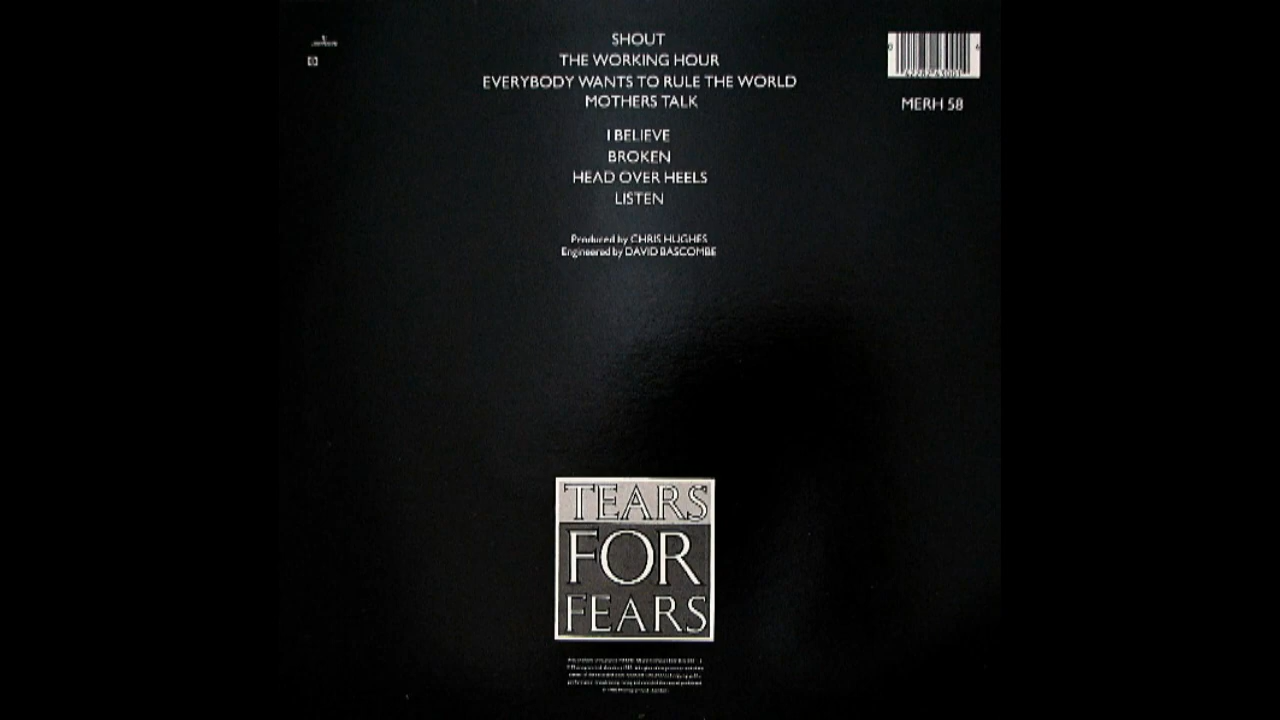 SHOUT
THE WORKING HOUR
EVERYBODY WANTS TO RULE THE WORLD
MOTHERS TALK
I BELIEVE
BROKEN
HEAD OVER HEELS
LISTEN
Produced by CHRIS HUGHES
Engineered by DAVID BASCOMBE
MERH 58
TEARS
FOR
FEARS